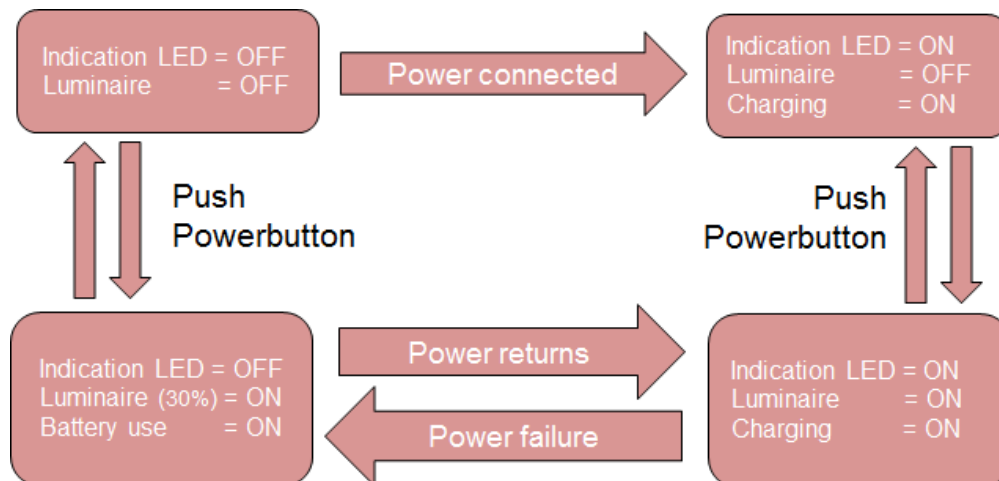 Indication LED = OFF
Luminaire = OFF
Power connected
Indication LED = ON
Luminaire = OFF
Charging = ON
Push
Powerbutton
Push
Powerbutton
Indication LED = OFF
Luminaire (30%) = ON
Battery use = ON
Power returns
Power failure
Indication LED = ON
Luminaire = ON
Charging = ON